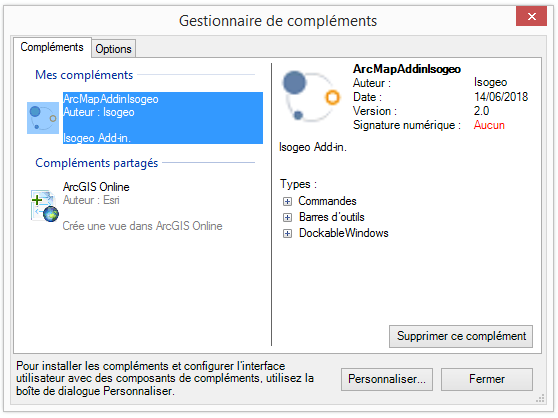 Gestionnaire de compléments
Compléments
Options
Mes compléments
ArcMapAddinIsogeo
Auteur : Isogeo
Isogeo Add-in.
Compléments partagés
ArcGIS Online
Auteur : Esri
Crée une vue dans ArcGIS Online
ArcMapAddinIsogeo
Auteur : Isogeo
Date : 14/06/2018
Version : 2.0
Signature numérique : Aucun
Isogeo Add-in.
Types :
Commandes
Barres d'outils
DockableWindows
Supprimer ce complément
Pour installer les compléments et configurer l'interface
utilisateur avec des composants de compléments, utilisez la
boîte de dialogue Personnaliser.
Personnaliser...
Fermer